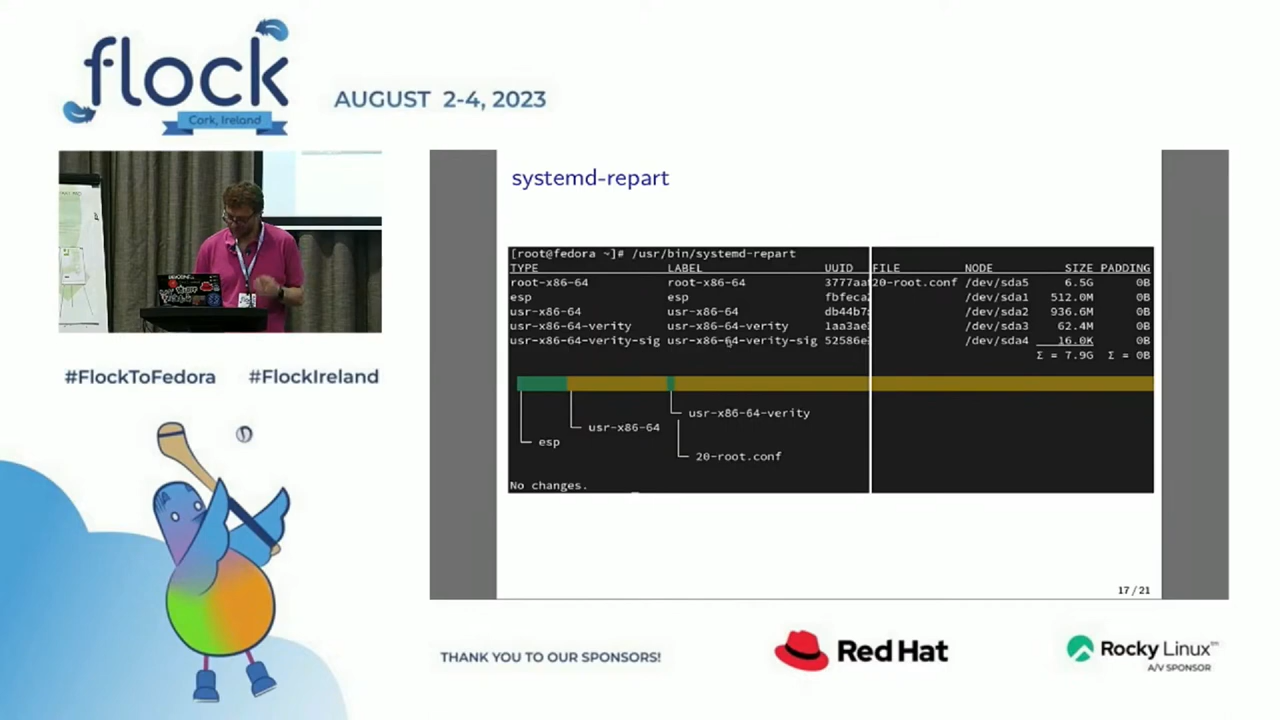 flock
Cork, Ireland
AUGUST 2-4, 2023
#FlockToFedora #FlockIreland
systemd-repart
[root@fedora ~]# /usr/bin/systemd-repart
TYPE LABEL UUID FILE NODE SIZE PADDING
root-x86-64 root-x86-64 3777aa 20-root.conf /dev/sda5 6.5G 0B
esp esp fbfeca /dev/sda1 512.0M 0B
usr-x86-64 usr-x86-64 db44b7 /dev/sda2 936.6M 0B
usr-x86-64-verity usr-x86-64-verity 1aa3ae /dev/sda3 62.4M 0B
usr-x86-64-verity-sig usr-x86-64-verity-sig 52586e /dev/sda4 16.0K 0B
Σ = 7.9G Σ = 0B
usr-x86-64-verity
usr-x86-64
esp
20-root.conf
No changes.
17 / 21
THANK YOU TO OUR SPONSORS!
Red Hat
Rocky Linux™
A/V SPONSOR